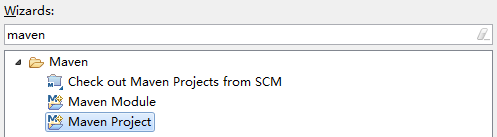 Wizards:
maven
Maven
Check out Maven Projects from SCM
Maven Module
Maven Project